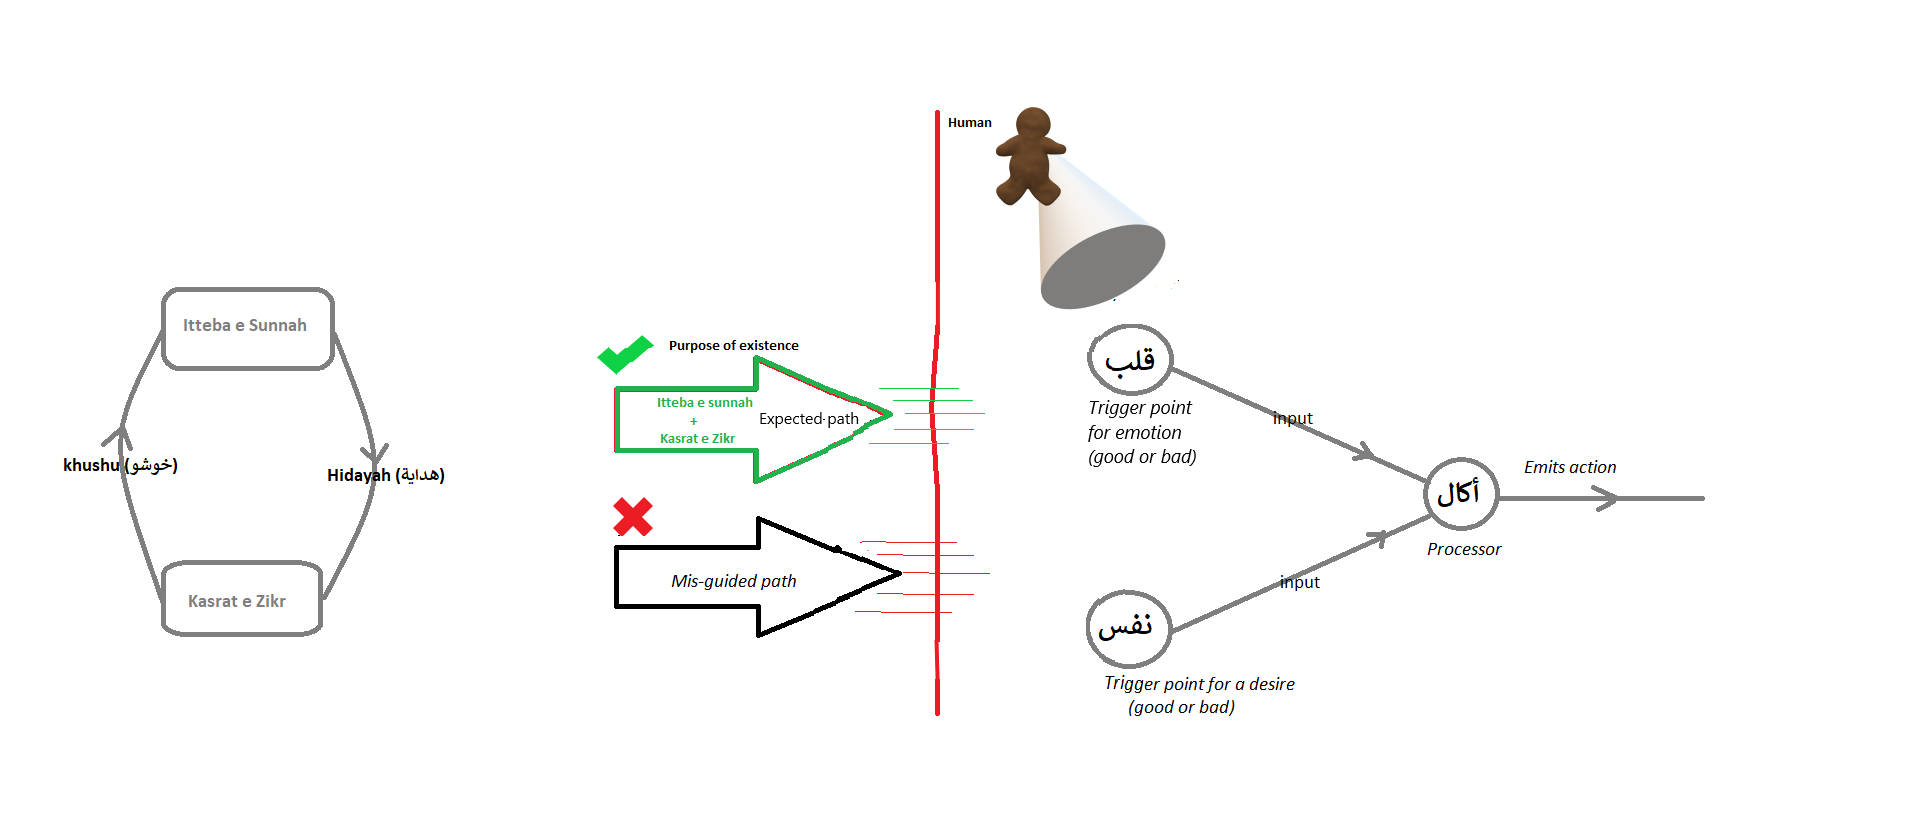 Itteba e Sunnah
khushu (خوشو)
Hidayah (هداية)
Kasrat e Zikr
Purpose of existence
Itteba e sunnah
+
Kasrat e Zikr
Expected path
Mis-guided path
Human
قلب
Trigger point
for emotion
(good or bad)
input
أكال
Processor
Emits action
input
نفس
Trigger point for a desire
(good or bad)